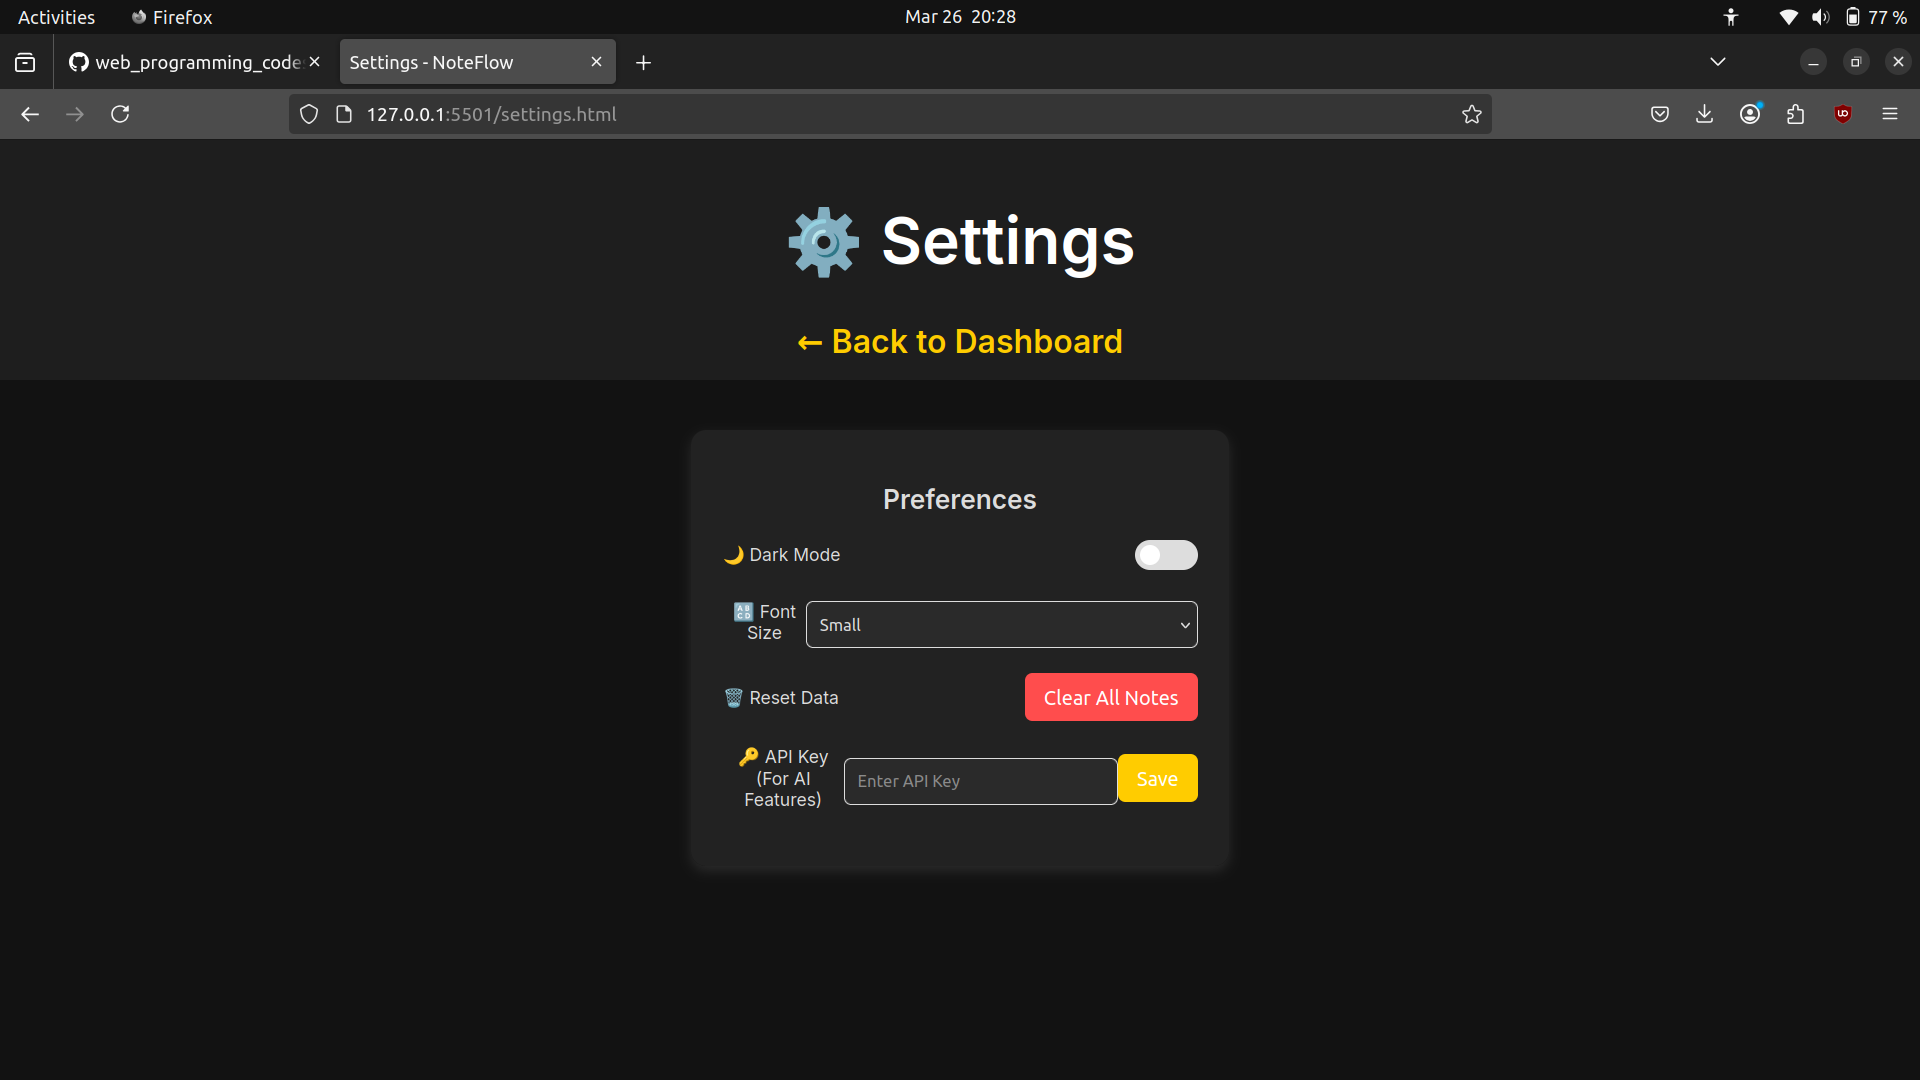 Activities Firefox Mar 26 20:28 77 %
web_programming_code Settings - NoteFlow
127.0.0.1:5501/settings.html
Settings
← Back to Dashboard
Preferences
Dark Mode
Font
Size
Small
Reset Data Clear All Notes
API Key
(For AI
Features)
Enter API Key Save